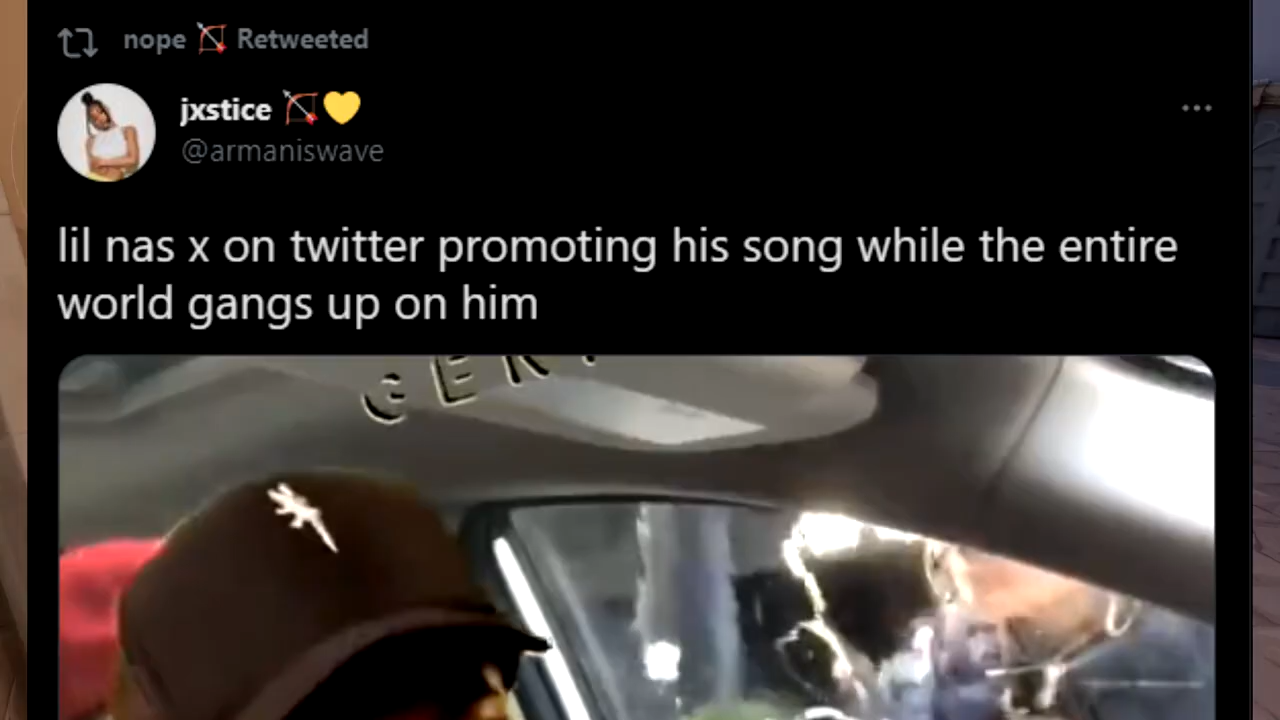 nope 🏹 Retweeted
jxstice 🏹💛
@armaniswave
lil nas x on twitter promoting his song while the entire
world gangs up on him